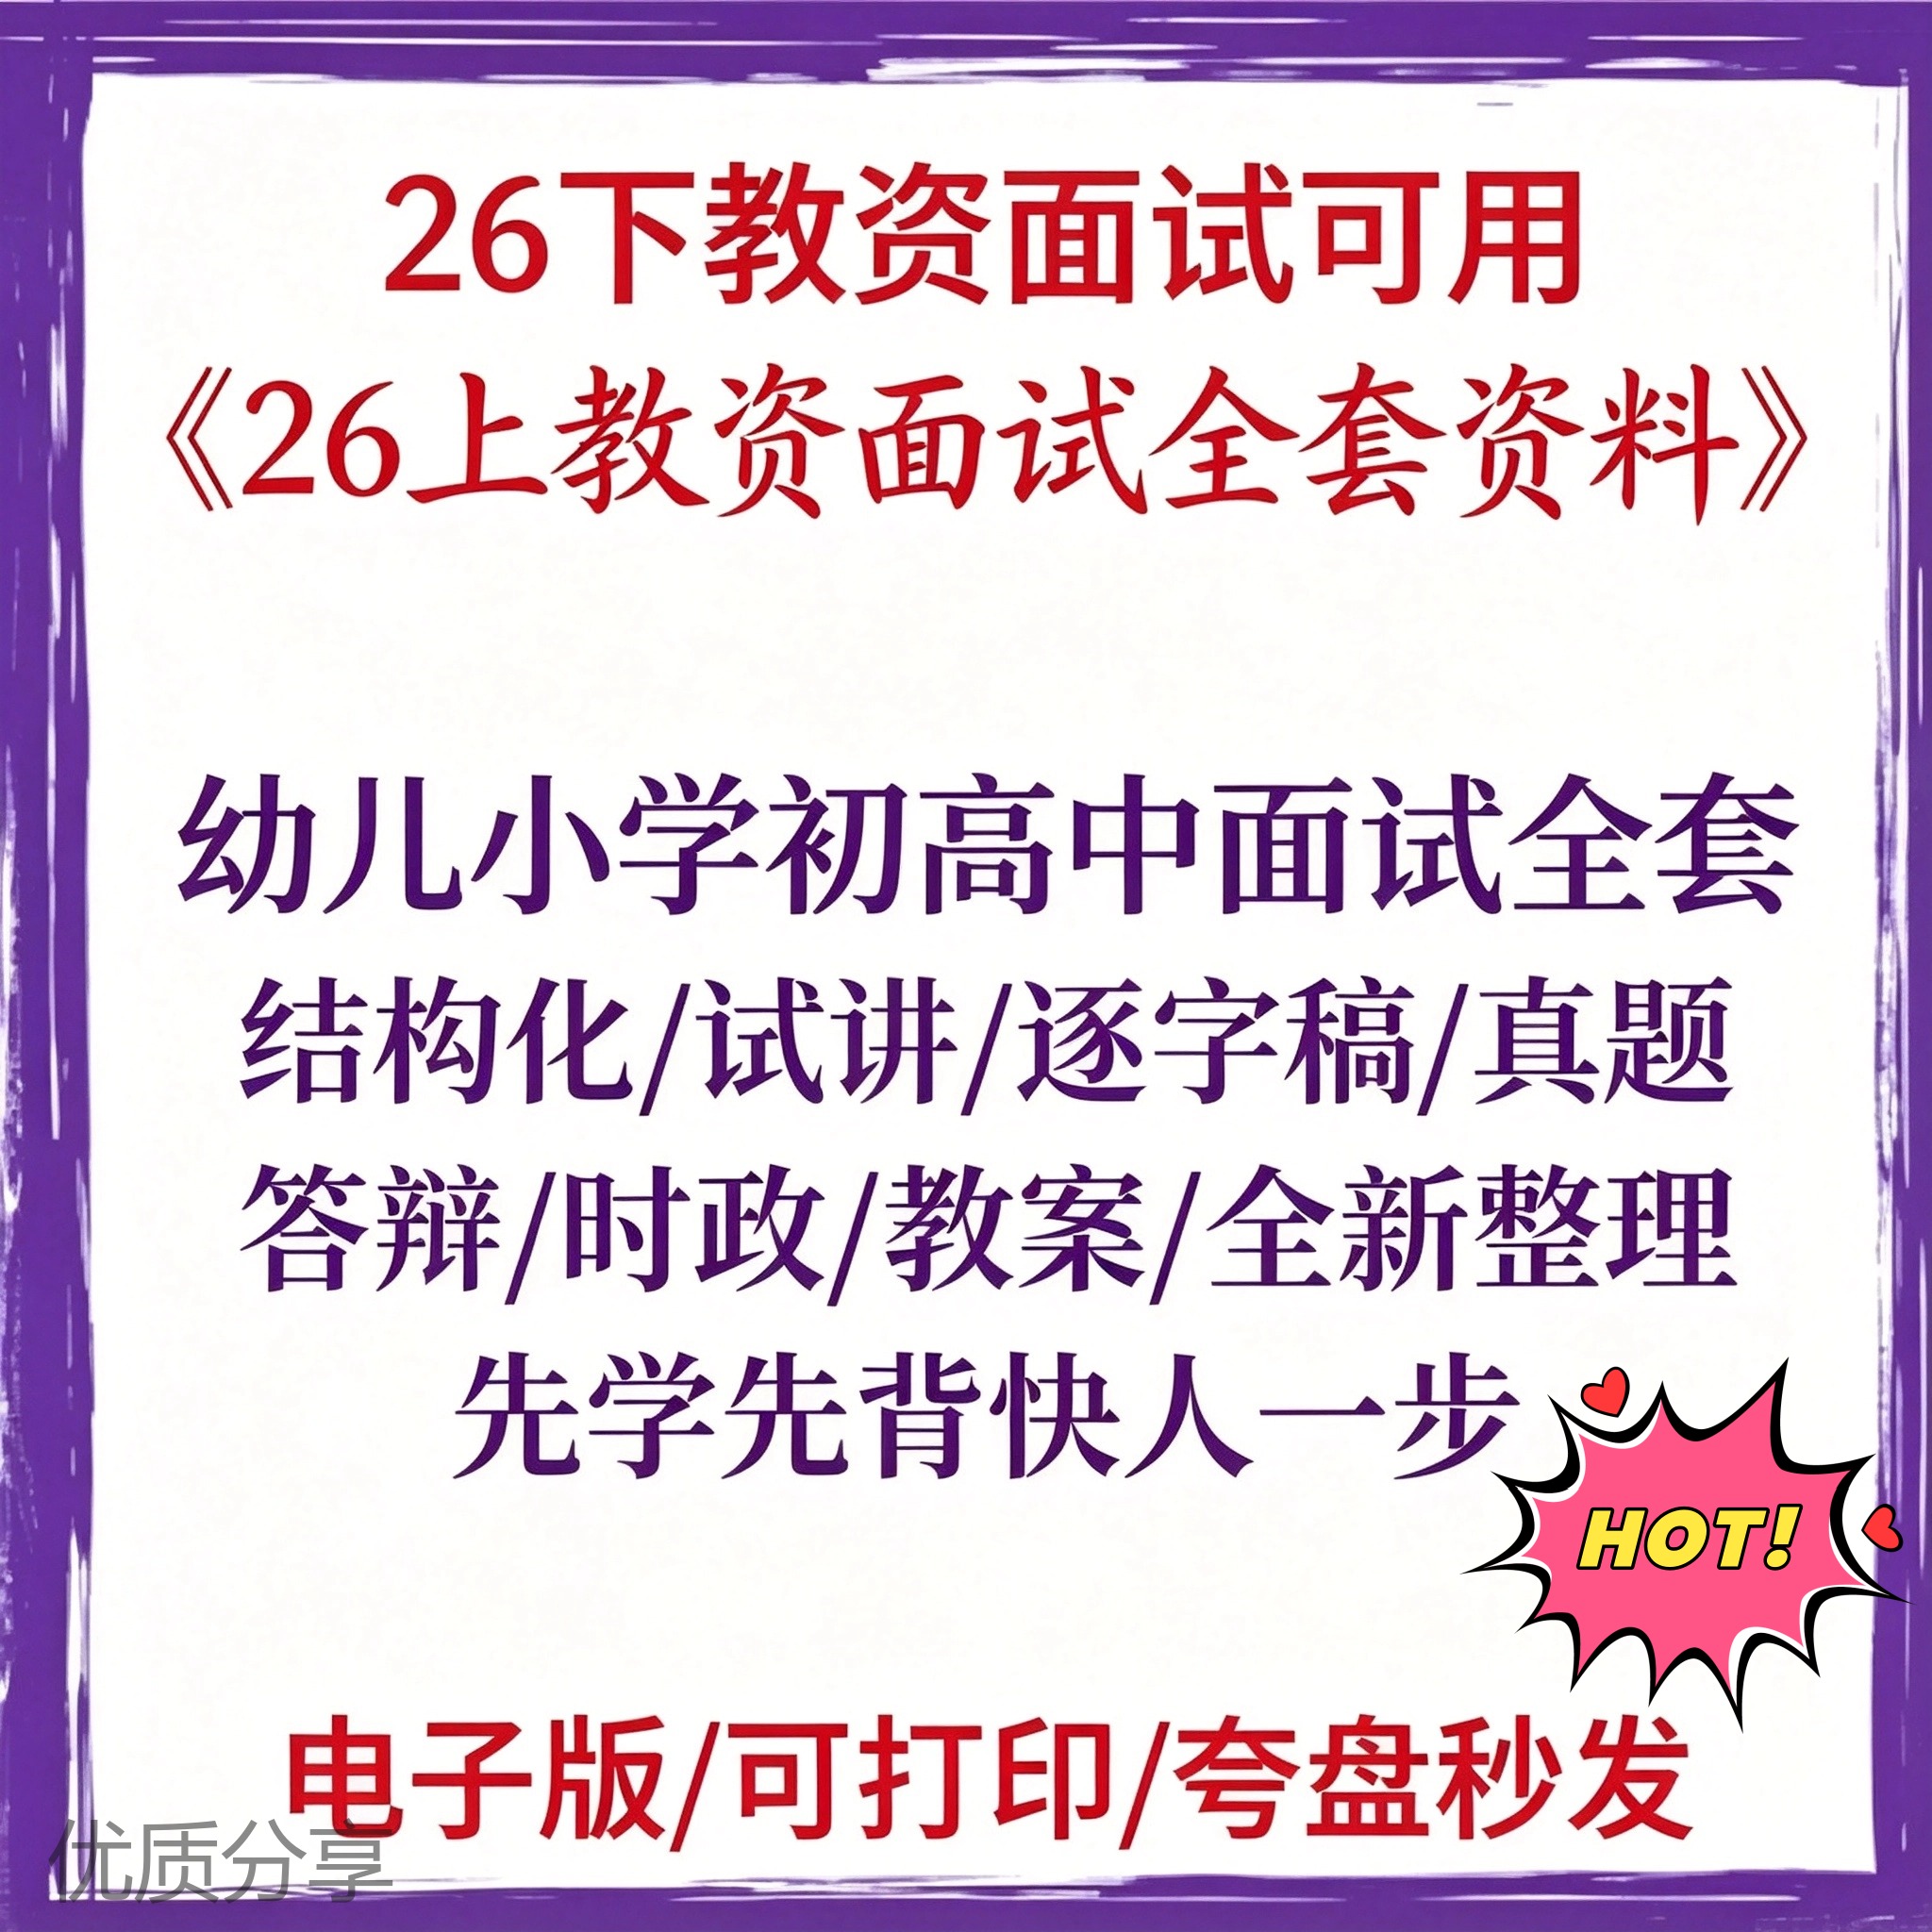 26下教资面试可用
《26上教资面试全套资料》
幼儿小学初高中面试全套
结构化/试讲/逐字稿/真题
答辩/时政/教案/全新整理
先学先背快人一步
HOT!
电子版/可打印/夸盘秒发
优质分享